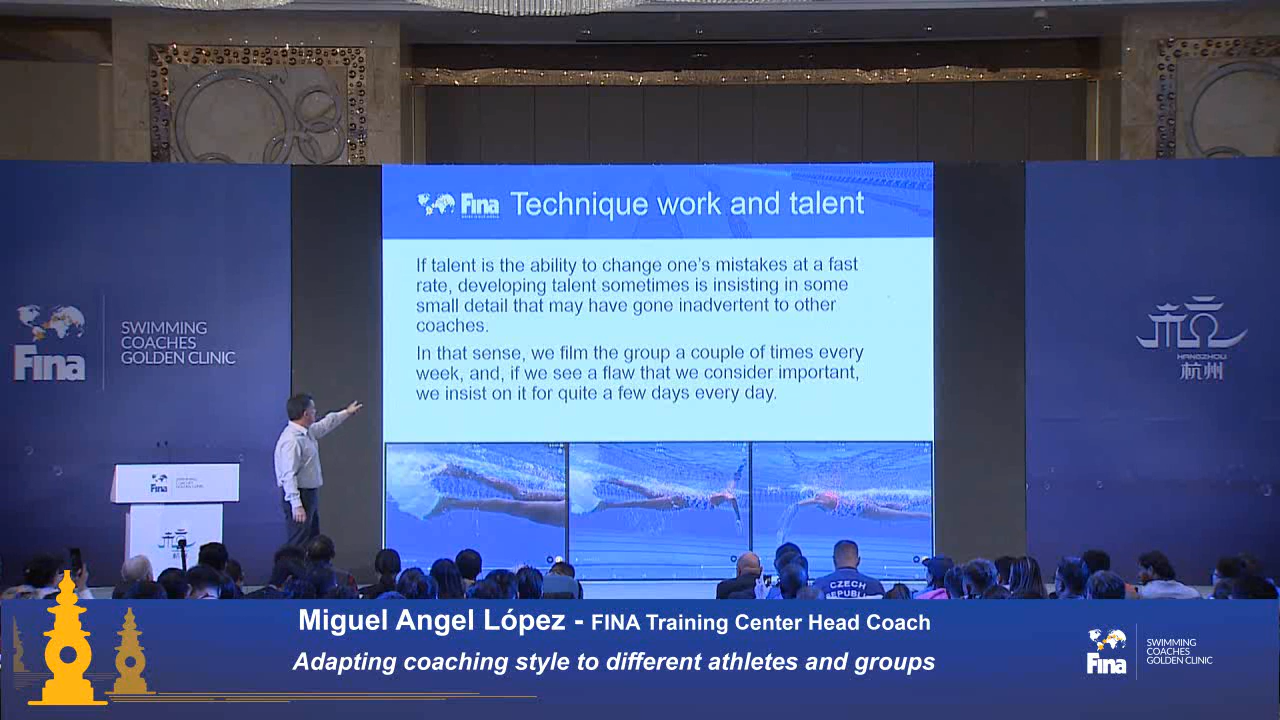 Fina Technique work and talent
If talent is the ability to change one's mistakes at a fast
rate, developing talent sometimes is insisting in some
small detail that may have gone inadvertent to other
coaches.
In that sense, we film the group a couple of times every
week, and, if we see a flaw that we consider important,
we insist on it for quite a few days every day.
Fina
SWIMMING
COACHES
GOLDEN CLINIC
HANGZHOU
杭州
Fina
CZECH
REPUBLIC
Miguel Angel López - FINA Training Center Head Coach
Adapting coaching style to different athletes and groups
Fina
SWIMMING
COACHES
GOLDEN CLINIC